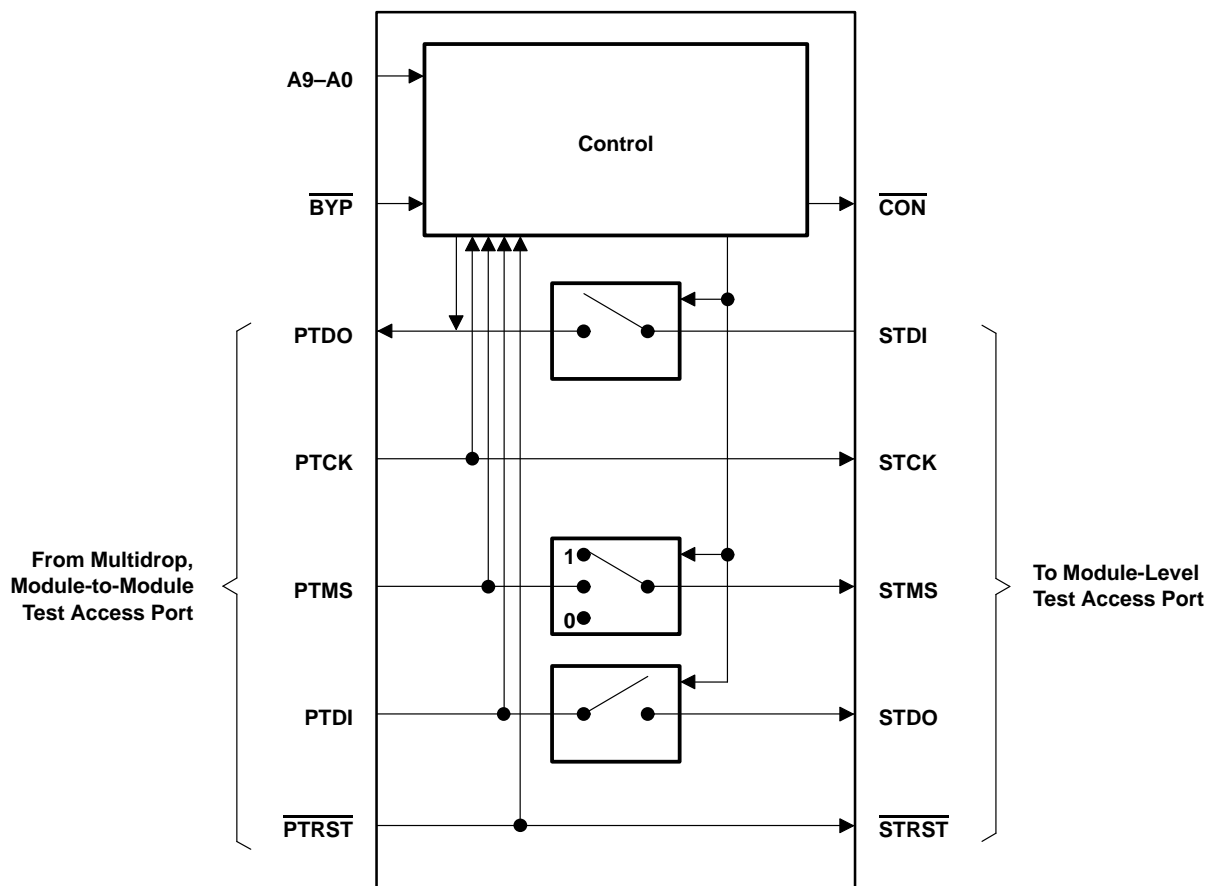 A9–A0
Control
BYP
CON
PTDO
STDI
PTCK
STCK
From Multidrop,
Module-to-Module
Test Access Port
1
PTMS
0
STMS
To Module-Level
Test Access Port
PTDI
STDO
PTRST
STRST